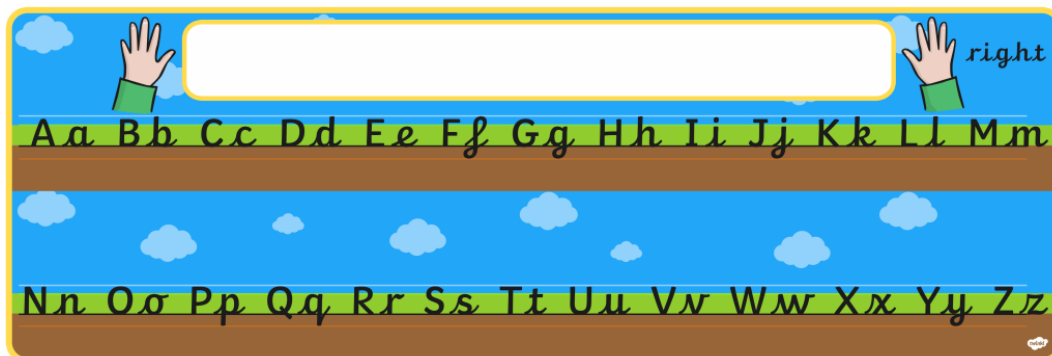 right
Aa Bb Cc Dd Ee Ff Gg Hh Ii Jj Kk Ll Mm
Nn Oo Pp Qq Rr Ss Tt Uu Vv Ww Xx Yy Zz
twinkl